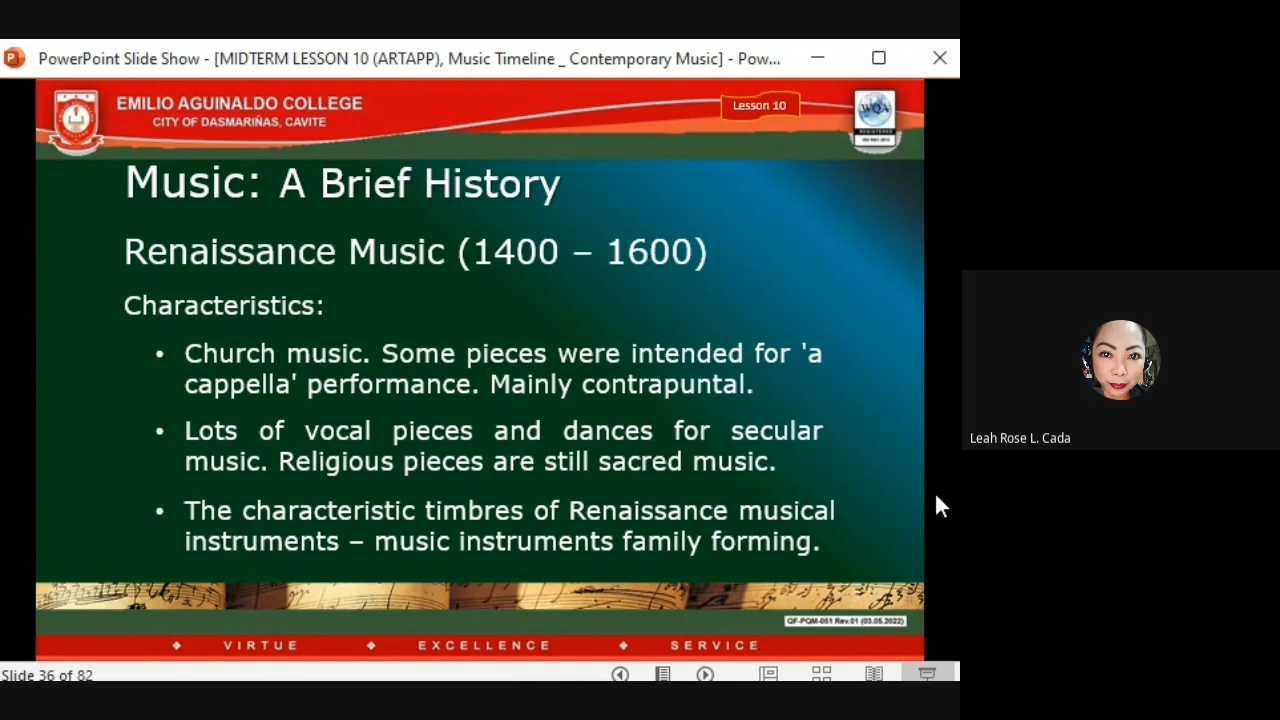 PowerPoint Slide Show - [MIDTERM LESSON 10 (ARTAPP), Music Timeline _ Contemporary Music] - Pow...
EMILIO AGUINALDO COLLEGE
CITY OF DASMARIÑAS, CAVITE
Lesson 10
WQA
Music: A Brief History
Renaissance Music (1400 – 1600)
Characteristics:
• Church music. Some pieces were intended for 'a
cappella' performance. Mainly contrapuntal.
• Lots of vocal pieces and dances for secular
music. Religious pieces are still sacred music.
• The characteristic timbres of Renaissance musical
instruments – music instruments family forming.
Leah Rose L. Cada
QF-PQM-051 Rev.01 (03.05.2022)
VIRTUE EXCELLENCE SERVICE
Slide 36 of 82